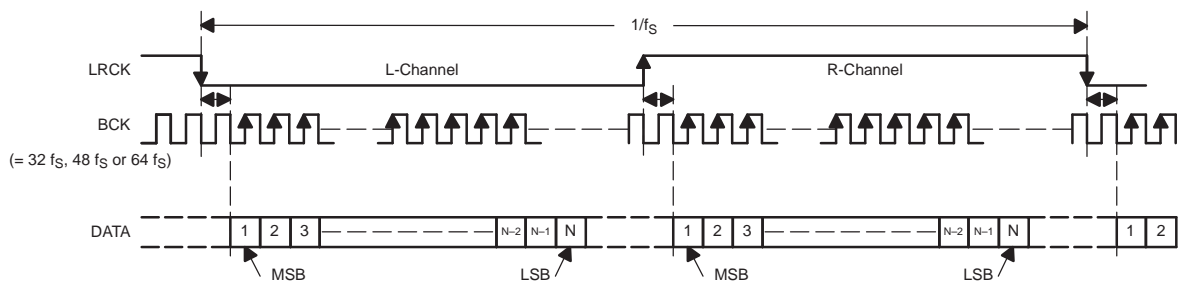 1/fS
LRCK
L-Channel
R-Channel
BCK
(= 32 fS, 48 fS or 64 fS)
DATA
1 2 3 N–2 N–1 N 1 2 3 N–2 N–1 N 1 2
MSB LSB MSB LSB